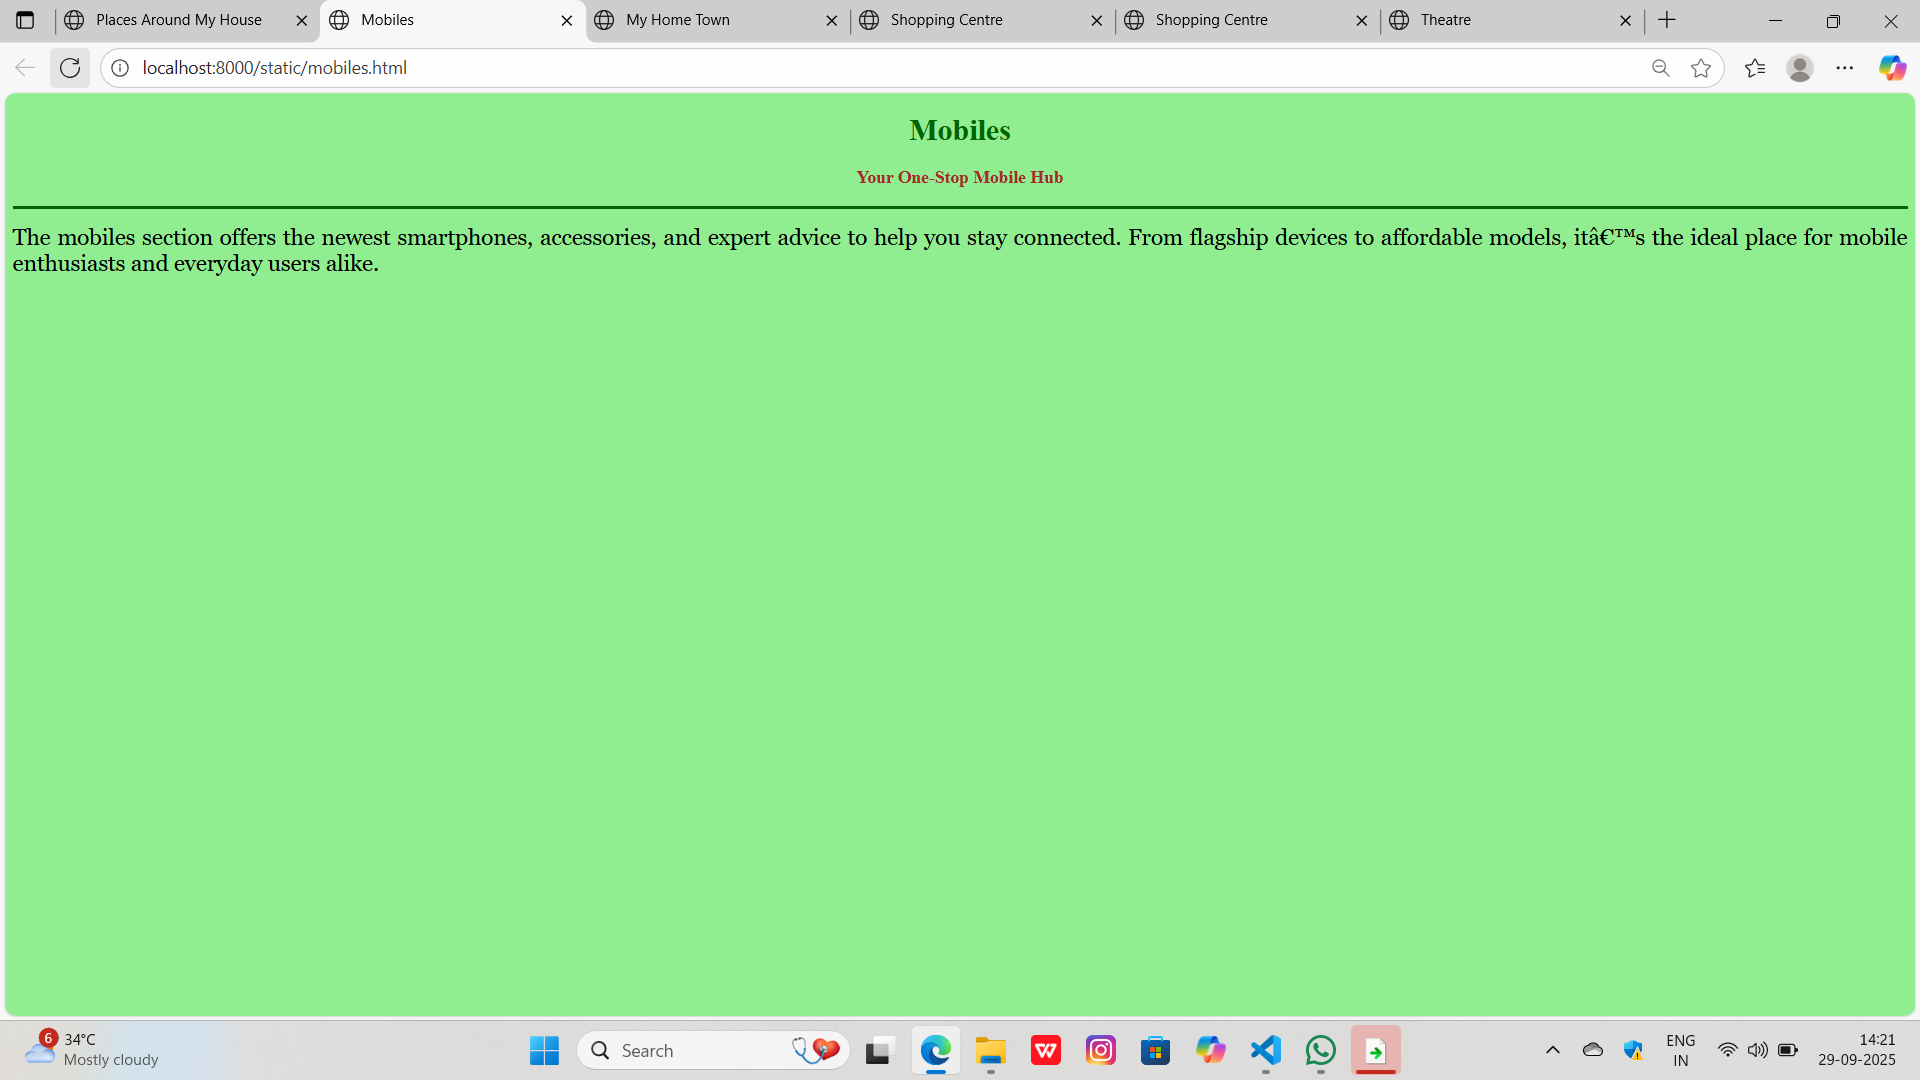 Places Around My House
Mobiles
My Home Town
Shopping Centre
Shopping Centre
Theatre
localhost:8000/static/mobiles.html
Mobiles
Your One-Stop Mobile Hub
The mobiles section offers the newest smartphones, accessories, and expert advice to help you stay connected. From flagship devices to affordable models, itâ€™s the ideal place for mobile
enthusiasts and everyday users alike.
6
34°C
Mostly cloudy
Search
W
ENG
IN
14:21
29-09-2025